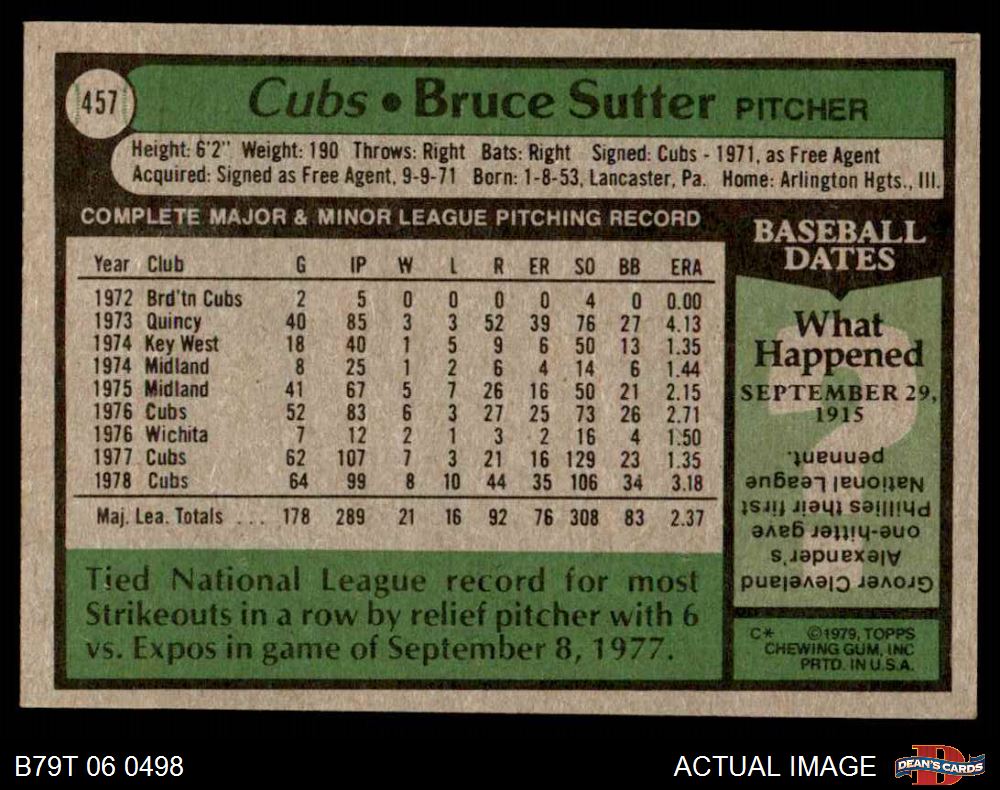 457
Cubs • Bruce Sutter PITCHER
Height: 6'2" Weight: 190 Throws: Right Bats: Right Signed: Cubs - 1971, as Free Agent
Acquired: Signed as Free Agent, 9-9-71 Born: 1-8-53, Lancaster, Pa. Home: Arlington Hgts., Ill.
COMPLETE MAJOR & MINOR LEAGUE PITCHING RECORD
Year Club G IP W L R ER SO BB ERA
1972 Brd'tn Cubs 2 5 0 0 0 0 4 0 0.00
1973 Quincy 40 85 3 3 52 39 76 27 4.13
1974 Key West 18 40 1 5 9 6 50 13 1.35
1974 Midland 8 25 1 2 6 4 14 6 1.44
1975 Midland 41 67 5 7 26 16 50 21 2.15
1976 Cubs 52 83 6 3 27 25 73 26 2.71
1976 Wichita 7 12 2 1 3 2 16 4 1.50
1977 Cubs 62 107 7 3 21 16 129 23 1.35
1978 Cubs 64 99 8 10 44 35 106 34 3.18
Maj. Lea. Totals ... 178 289 21 16 92 76 308 83 2.37
Tied National League record for most
Strikeouts in a row by relief pitcher with 6
vs. Expos in game of September 8, 1977.
BASEBALL
DATES
What
Happened
SEPTEMBER 29,
1915
?
Grover Cleveland
Alexander's
one-hitter gave
Phillies their first
National League
pennant.
C* ©1979, TOPPS
CHEWING GUM, INC
PRTD. IN U.S.A.
B79T 06 0498
ACTUAL IMAGE
DEAN'S CARDS